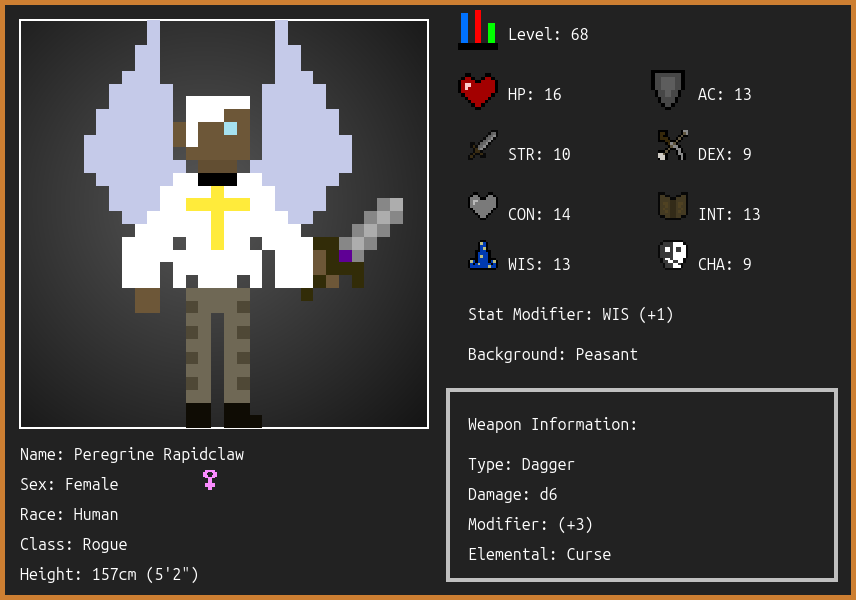 Level: 68
HP: 16
AC: 13
STR: 10
DEX: 9
CON: 14
INT: 13
WIS: 13
CHA: 9
Stat Modifier: WIS (+1)
Background: Peasant
Weapon Information:
Type: Dagger
Damage: d6
Modifier: (+3)
Elemental: Curse
Name: Peregrine Rapidclaw
Sex: Female
Race: Human
Class: Rogue
Height: 157cm (5'2")